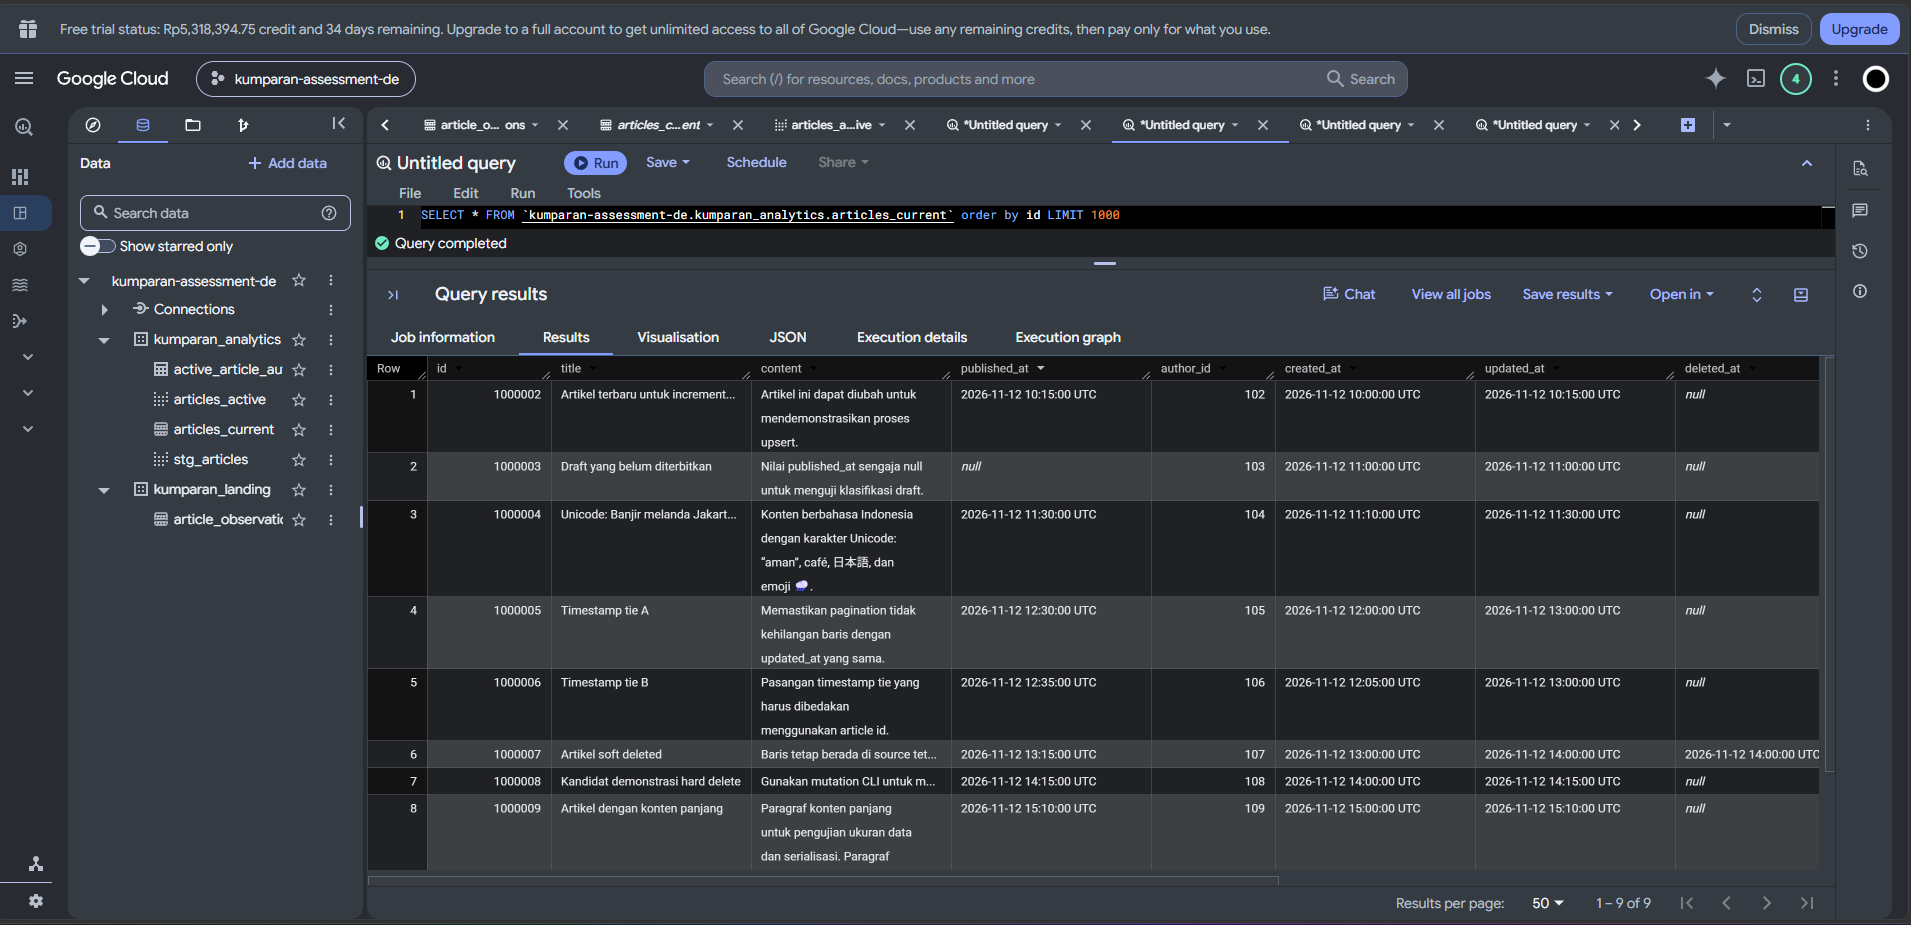 Free trial status: Rp5,318,394.75 credit and 34 days remaining. Upgrade to a full account to get unlimited access to all of Google Cloud—use any remaining credits, then pay only for what you use.
Dismiss
Upgrade
Google Cloud
kumparan-assessment-de
Search (/) for resources, docs, products and more
Search
4
Data
Add data
Search data
Show starred only
kumparan-assessment-de
Connections
kumparan_analytics
active_article_au
articles_active
articles_current
stg_articles
kumparan_landing
article_observatic
article_o... ons
articles_c...ent
articles_a...ive
*Untitled query
*Untitled query
*Untitled query
*Untitled query
Untitled query
Run
Save
Schedule
Share
File Edit Run Tools
1 SELECT * FROM `kumparan-assessment-de.kumparan_analytics.articles_current` order by id LIMIT 1000
Query completed
Query results
Chat
View all jobs
Save results
Open in
Job information
Results
Visualisation
JSON
Execution details
Execution graph
Row id title content published_at author_id created_at updated_at deleted_at
1 1000002 Artikel terbaru untuk increment... Artikel ini dapat diubah untuk 2026-11-12 10:15:00 UTC 102 2026-11-12 10:00:00 UTC 2026-11-12 10:15:00 UTC null
mendemonstrasikan proses
upsert.
2 1000003 Draft yang belum diterbitkan Nilai published_at sengaja null null 103 2026-11-12 11:00:00 UTC 2026-11-12 11:00:00 UTC null
untuk menguji klasifikasi draft.
3 1000004 Unicode: Banjir melanda Jakart... Konten berbahasa Indonesia 2026-11-12 11:30:00 UTC 104 2026-11-12 11:10:00 UTC 2026-11-12 11:30:00 UTC null
dengan karakter Unicode:
“aman”, café, 日本語, dan
emoji 🌧️.
4 1000005 Timestamp tie A Memastikan pagination tidak 2026-11-12 12:30:00 UTC 105 2026-11-12 12:00:00 UTC 2026-11-12 13:00:00 UTC null
kehilangan baris dengan
updated_at yang sama.
5 1000006 Timestamp tie B Pasangan timestamp tie yang 2026-11-12 12:35:00 UTC 106 2026-11-12 12:05:00 UTC 2026-11-12 13:00:00 UTC null
harus dibedakan
menggunakan article id.
6 1000007 Artikel soft deleted Baris tetap berada di source tet... 2026-11-12 13:15:00 UTC 107 2026-11-12 13:00:00 UTC 2026-11-12 14:00:00 UTC 2026-11-12 14:00:00 UTC
7 1000008 Kandidat demonstrasi hard delete Gunakan mutation CLI untuk m... 2026-11-12 14:15:00 UTC 108 2026-11-12 14:00:00 UTC 2026-11-12 14:15:00 UTC null
8 1000009 Artikel dengan konten panjang Paragraf konten panjang 2026-11-12 15:10:00 UTC 109 2026-11-12 15:00:00 UTC 2026-11-12 15:10:00 UTC null
untuk pengujian ukuran data
dan serialisasi. Paragraf
Results per page: 50 1 – 9 of 9